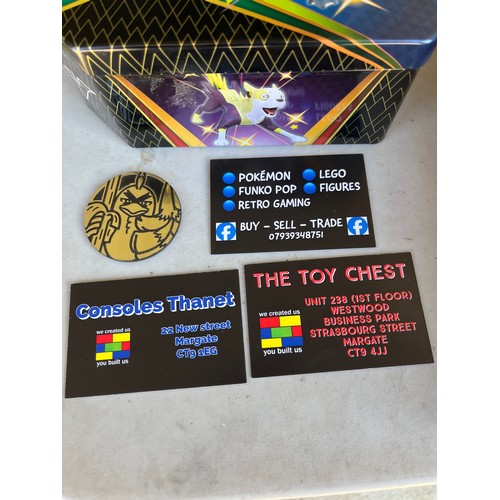 POKÉMON
LEGO
FUNKO POP
FIGURES
RETRO GAMING
BUY – SELL – TRADE
07939348751
Consoles Thanet
we created us
you built us
22 New street
Margate
CT9 1EG
THE TOY CHEST
we created us
you built us
UNIT 238 (1ST FLOOR)
WESTWOOD
BUSINESS PARK
STRASBOURG STREET
MARGATE
CT9 4JJ